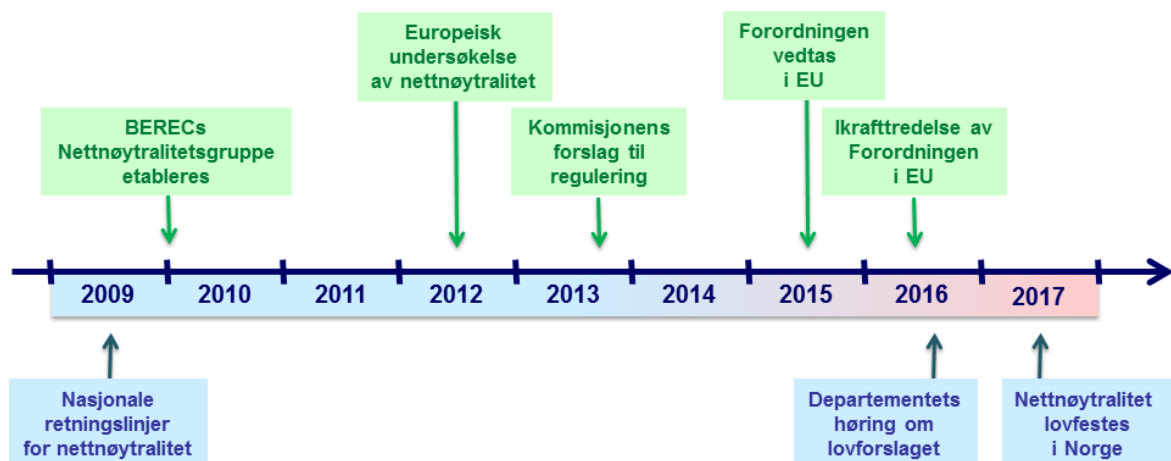 Europeisk
undersøkelse
av nettnøytralitet
Forordningen
vedtas
i EU
BERECs
Nettnøytralitetsgruppe
etableres
Kommisjonens
forslag til
regulering
Ikrafttredelse av
Forordningen
i EU
2009 2010 2011 2012 2013 2014 2015 2016 2017
Nasjonale
retningslinjer
for nettnøytralitet
Departementets
høring om
lovforslaget
Nettnøytralitet
lovfestes
i Norge